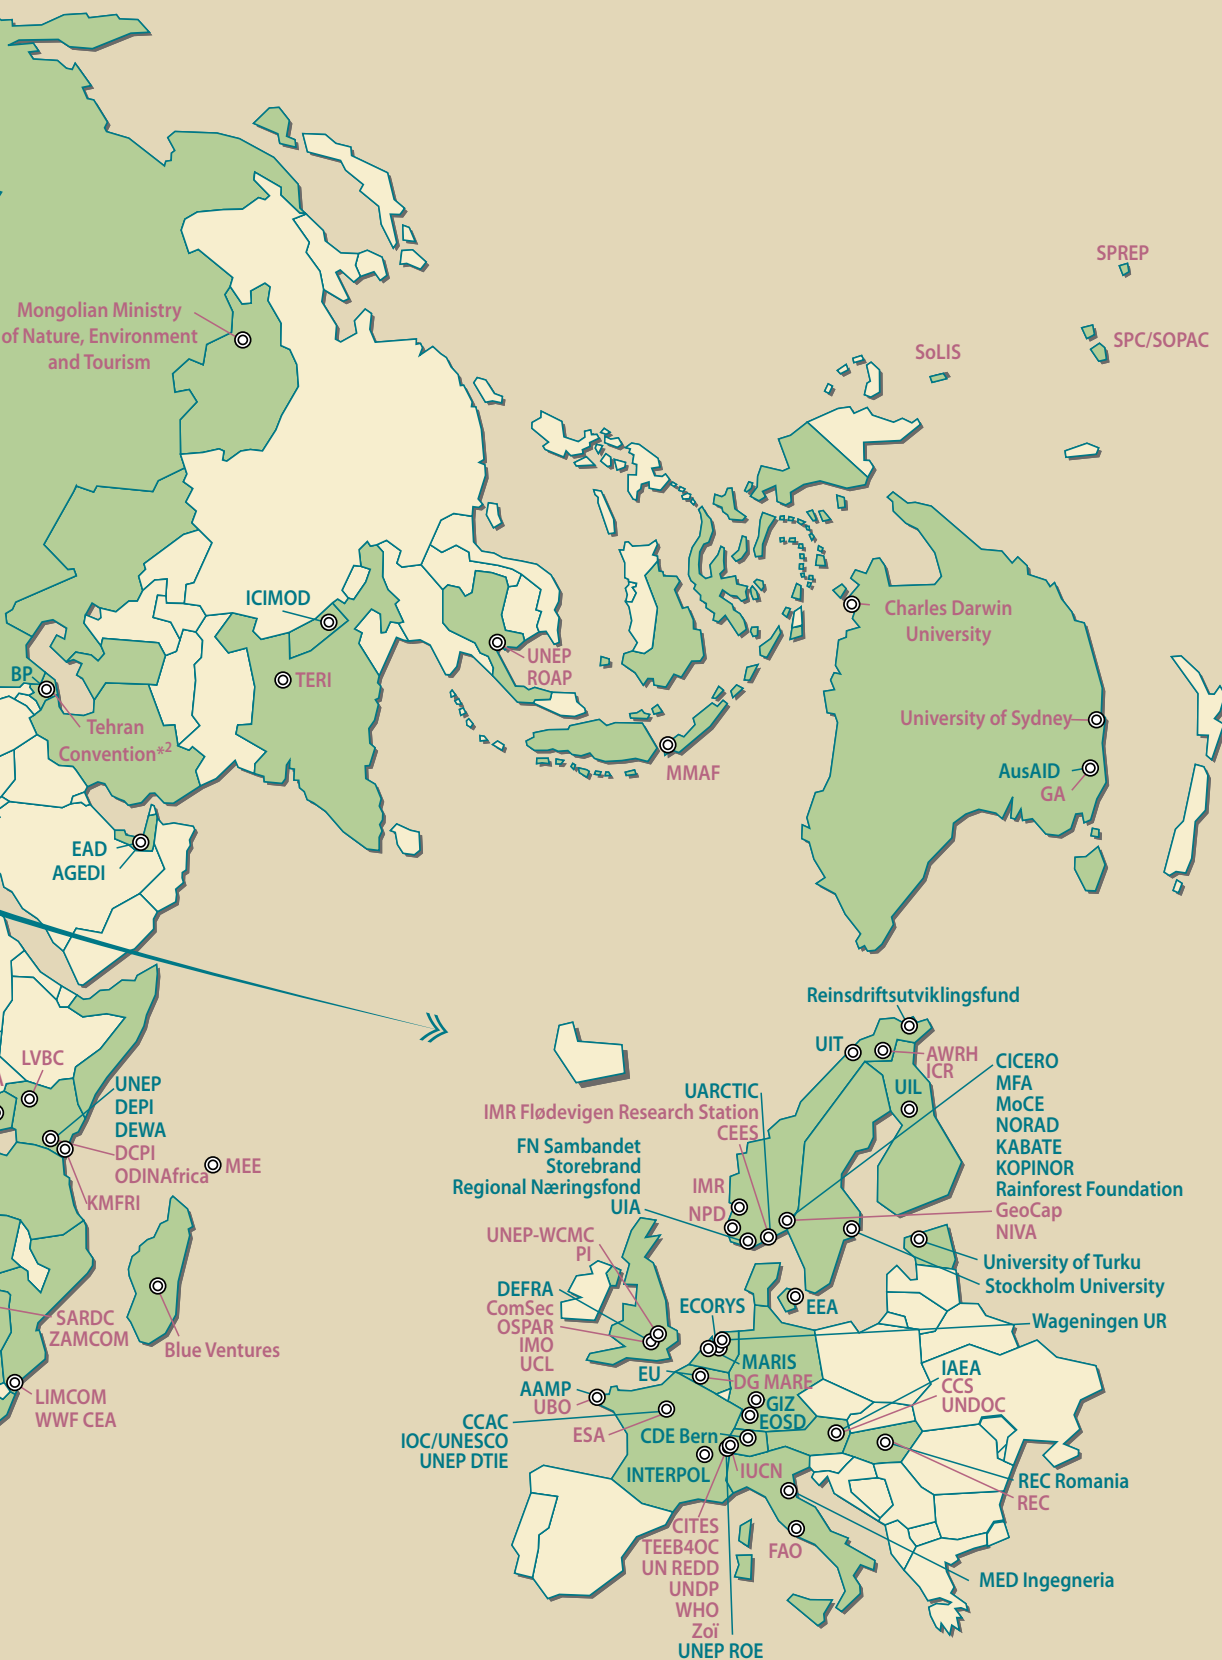 SPREP
Mongolian Ministry
of Nature, Environment
and Tourism
SPC/SOPAC
SoLIS
ICIMOD
Charles Darwin
University
UNEP
ROAP
BP
TERI
Tehran
Convention*2
University of Sydney
MMAF
AusAID
GA
EAD
AGEDI
Reinsdriftsutviklingsfund
UIT
AWRH
ICR
LVBC
UNEP
DEPI
DEWA
DCPI
ODINAfrica
KMFRI
MEE
UIL
CICERO
MFA
MoCE
NORAD
KABATE
KOPINOR
Rainforest Foundation
GeoCap
NIVA
UARCTIC
IMR Flødevigen Research Station
CEES
FN Sambandet
Storebrand
Regional Næringsfond
UIA
IMR
NPD
UNEP-WCMC
PI
University of Turku
Stockholm University
DEFRA
ComSec
OSPAR
IMO
UCL
ECORYS
EEA
SARDC
ZAMCOM
Blue Ventures
Wageningen UR
MARIS
EU
DG MARE
IAEA
CCS
UNDOC
LIMCOM
WWF CEA
AAMP
UBO
GIZ
EOSD
CCAC
IOC/UNESCO
UNEP DTIE
ESA
CDE Bern
INTERPOL
IUCN
REC Romania
REC
CITES
TEEB4OC
UN REDD
UNDP
WHO
Zoï
UNEP ROE
FAO
MED Ingegneria